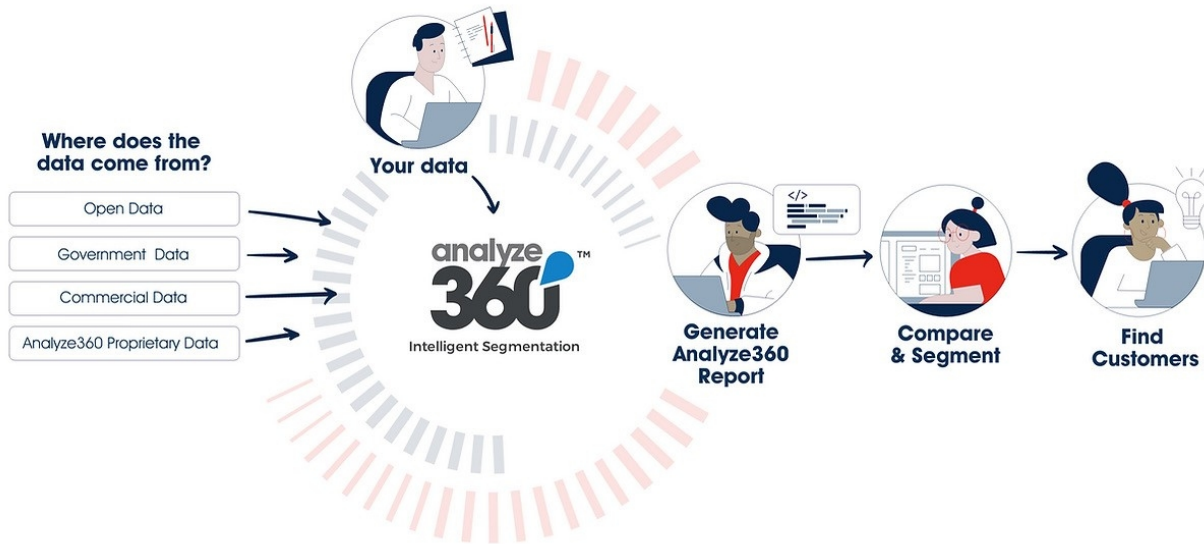 Where does the
data come from?
Open Data
Government Data
Commercial Data
Analyze360 Proprietary Data
Your data
analyze
360 ™
Intelligent Segmentation
</>
Generate
Analyze360
Report
Compare
& Segment
Find
Customers